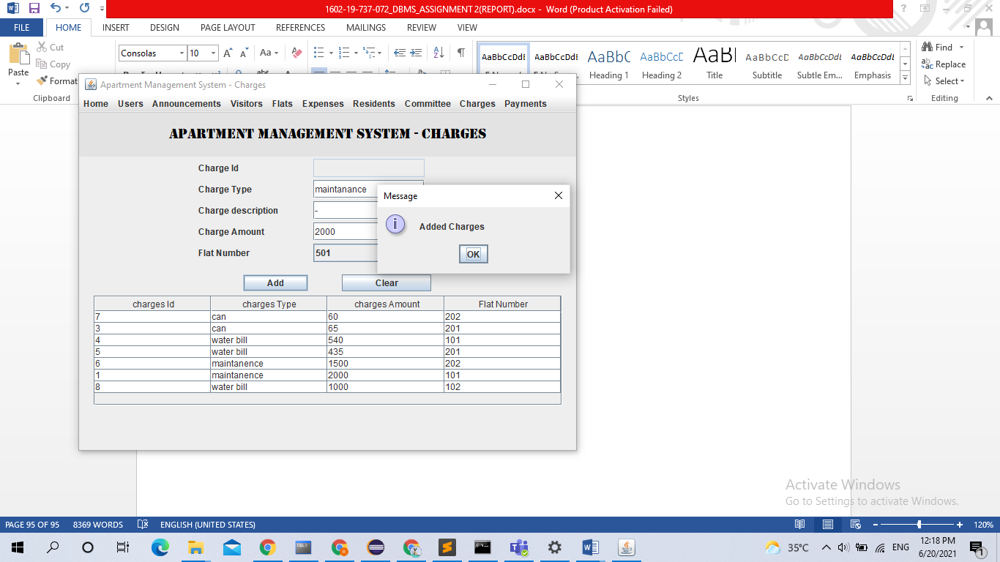 1602-19-737-072_DBMS_ASSIGNMENT 2(REPORT).docx - Word (Product Activation Failed)
FILE HOME INSERT DESIGN PAGE LAYOUT REFERENCES MAILINGS REVIEW VIEW
Paste
Cut
Copy
Format
Clipboard
Consolas 10
AaBbCcDdE AaBbCcDdE AaBbC AaBbCcD AaB AaBbCcD AaBbCcDdE AaBbCcDdE
Heading 1 Heading 2 Title Subtitle Subtle Em... Emphasis
Styles
Find
Replace
Select
Editing
Apartment Management System - Charges
Home Users Announcements Visitors Flats Expenses Residents Committee Charges Payments
APARTMENT MANAGEMENT SYSTEM - CHARGES
Charge Id
Charge Type maintanance
Charge description -
Charge Amount 2000
Flat Number 501
Message
Added Charges
OK
Add Clear
charges Id charges Type charges Amount Flat Number
7 can 60 202
3 can 65 201
4 water bill 540 101
5 water bill 435 201
6 maintanence 1500 202
1 maintanence 2000 101
8 water bill 1000 102
Activate Windows
Go to Settings to activate Windows.
PAGE 95 OF 95 8369 WORDS ENGLISH (UNITED STATES) 120%
35°C ENG 12:18 PM
6/20/2021
1